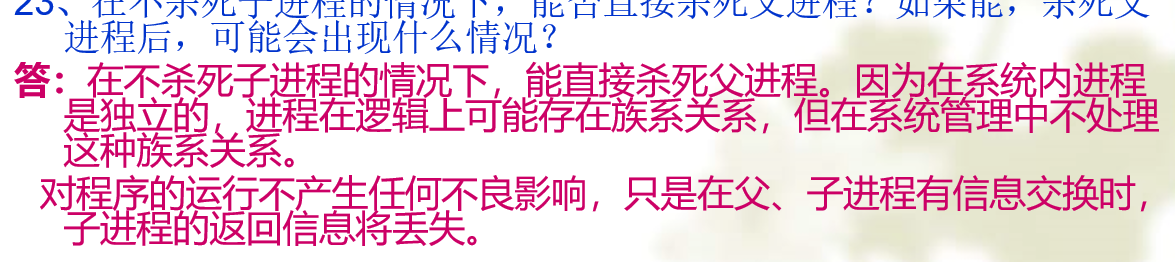 23、在不杀死子进程的情况下，能否直接杀死父进程？如果能，杀死父
进程后，可能会出现什么情况？
答：在不杀死子进程的情况下，能直接杀死父进程。因为在系统内进程
是独立的，进程在逻辑上可能存在族系关系，但在系统管理中不处理
这种族系关系。
对程序的运行不产生任何不良影响，只是在父、子进程有信息交换时，
子进程的返回信息将丢失。